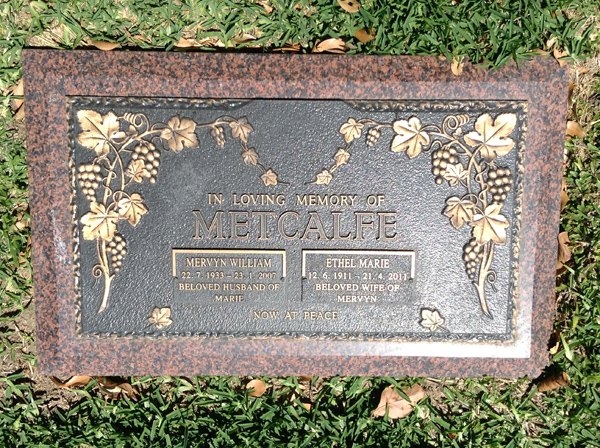 IN LOVING MEMORY OF
METCALFE
MERVYN WILLIAM
22. 7. 1933 – 23. 1. 2007
BELOVED HUSBAND OF
MARIE
ETHEL MARIE
12. 6. 1911 – 21. 4. 2011
BELOVED WIFE OF
MERVYN
NOW AT PEACE